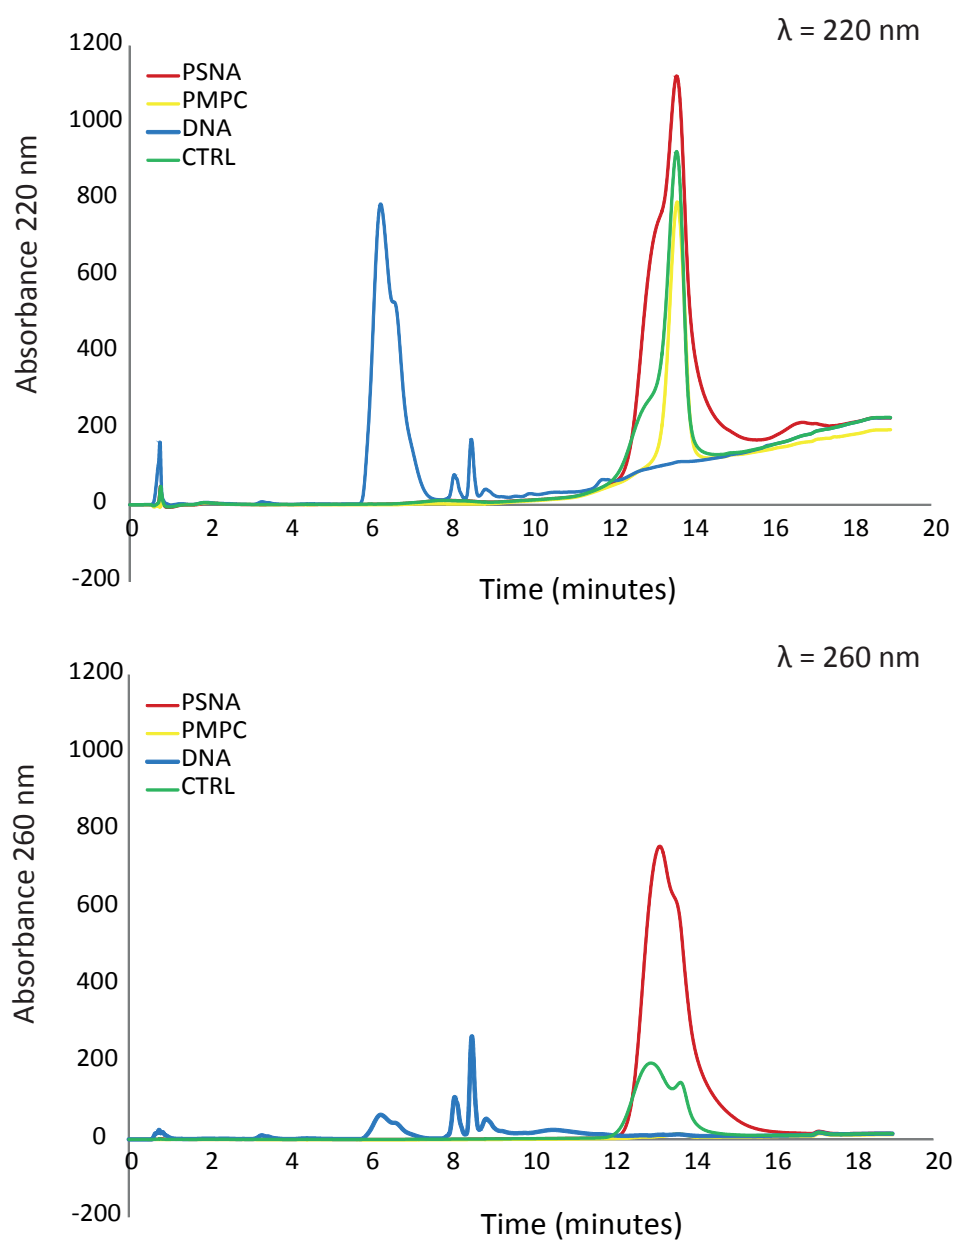 λ = 220 nm
1200
1000
800
600
400
200
0
-200
Absorbance 220 nm
PSNA
PMPC
DNA
CTRL
0 2 4 6 8 10 12 14 16 18 20
Time (minutes)
λ = 260 nm
1200
1000
800
600
400
200
0
-200
Absorbance 260 nm
PSNA
PMPC
DNA
CTRL
0 2 4 6 8 10 12 14 16 18 20
Time (minutes)